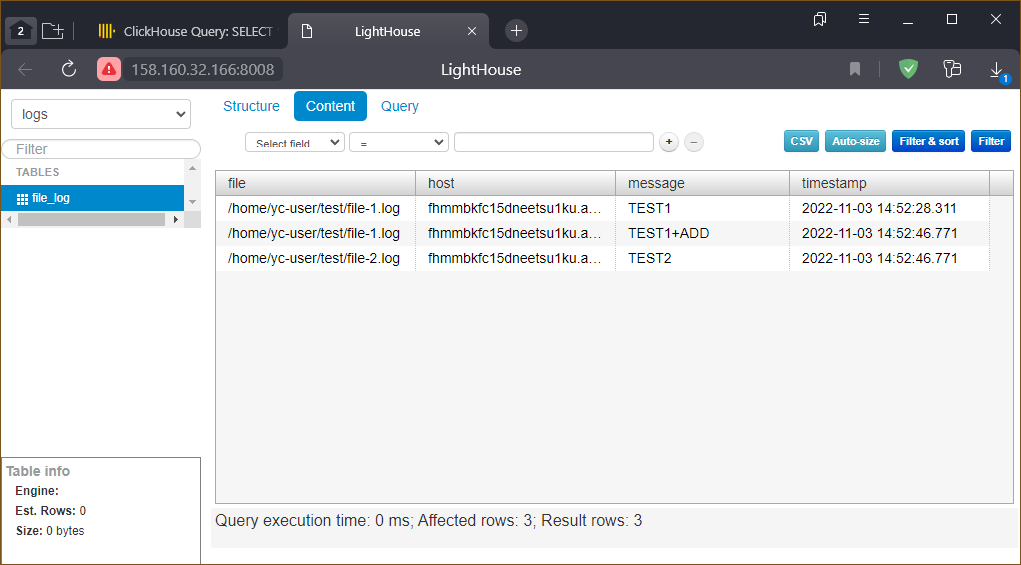 2
ClickHouse Query: SELECT
LightHouse
158.160.32.166:8008
LightHouse
1
logs
Filter
TABLES
file_log
Structure Content Query
Select field = + − CSV Auto-size Filter & sort Filter
file host message timestamp
/home/yc-user/test/file-1.log fhmmbkfc15dneetsu1ku.a… TEST1 2022-11-03 14:52:28.311
/home/yc-user/test/file-1.log fhmmbkfc15dneetsu1ku.a… TEST1+ADD 2022-11-03 14:52:46.771
/home/yc-user/test/file-2.log fhmmbkfc15dneetsu1ku.a… TEST2 2022-11-03 14:52:46.771
Table info
Engine:
Est. Rows: 0
Size: 0 bytes
Query execution time: 0 ms; Affected rows: 3; Result rows: 3